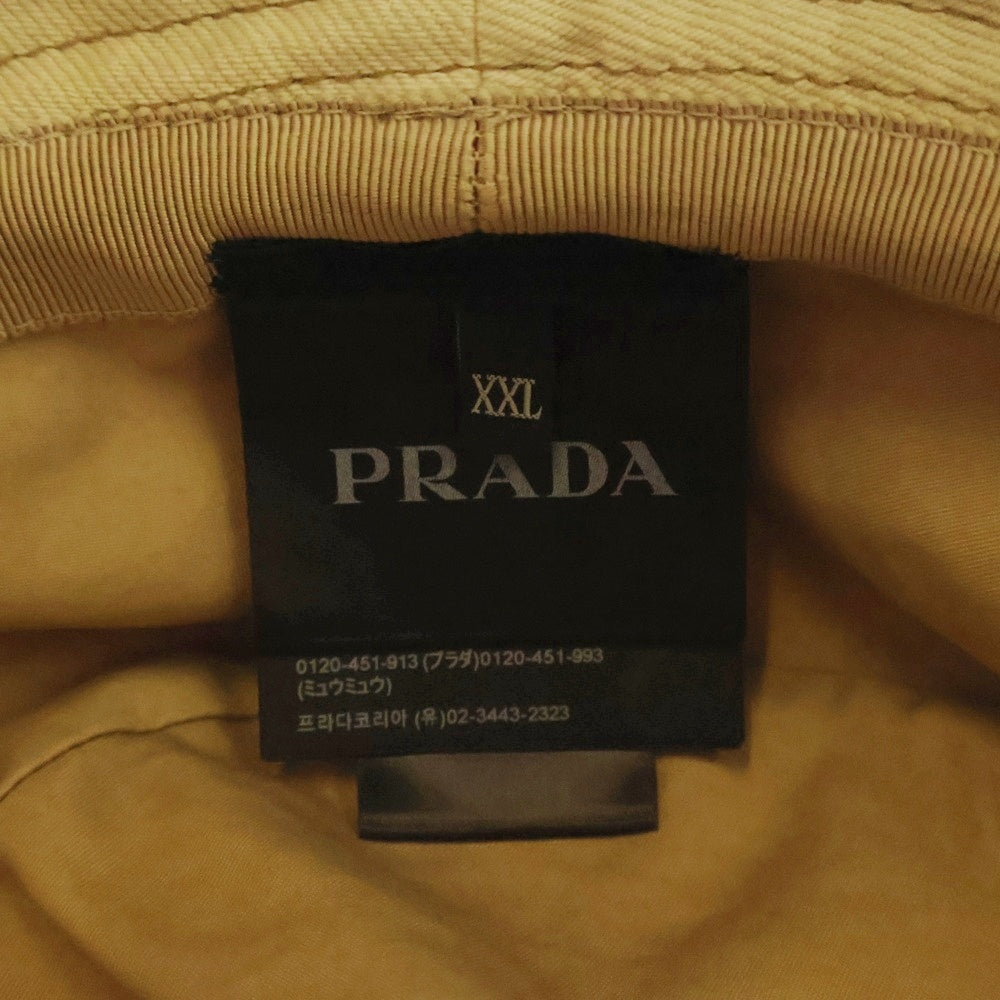 XXL
PRADA
0120-451-913 (プラダ)0120-451-993
(ミュウミュウ)
프라다코리아 (유)02-3443-2323